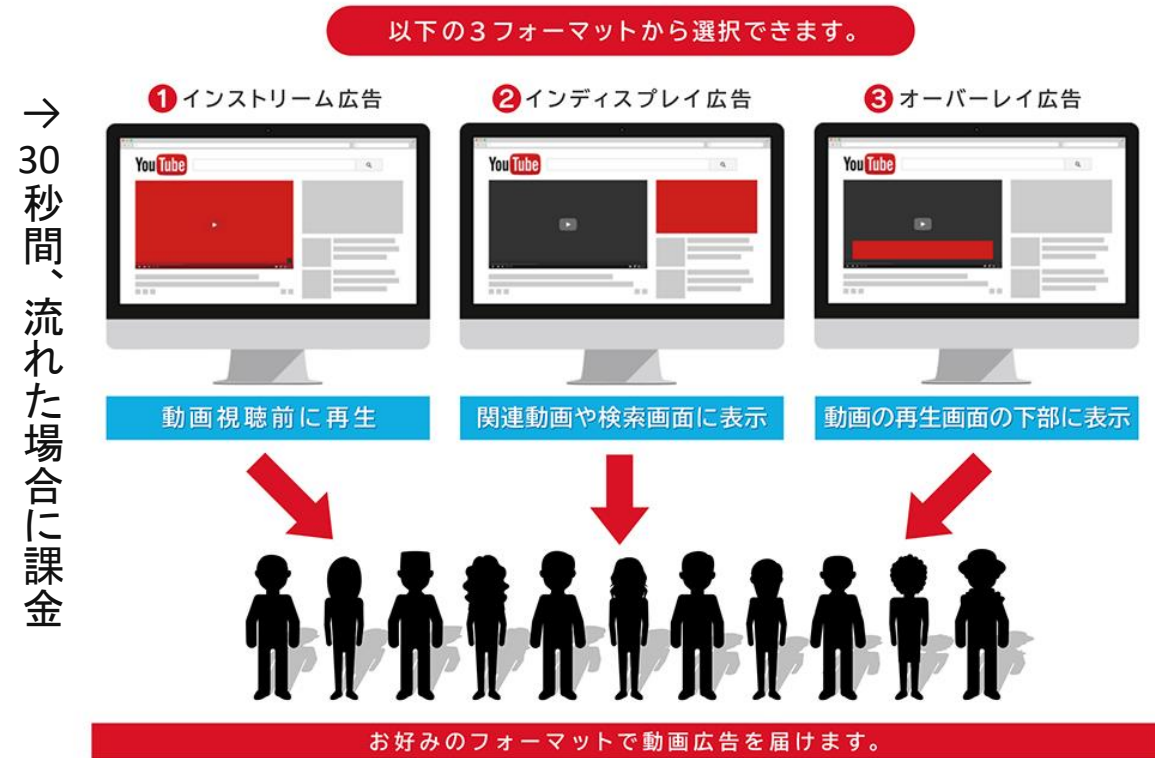 以下の３フォーマットから選択できます。
→30秒間、流れた場合に課金
❶インストリーム広告
❷インディスプレイ広告
❸オーバーレイ広告
YouTube
YouTube
YouTube
動画視聴前に再生
関連動画や検索画面に表示
動画の再生画面の下部に表示
お好みのフォーマットで動画広告を届けます。